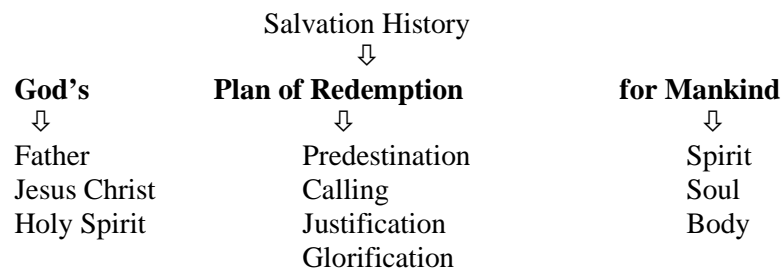 Salvation History
⇩
God’s Plan of Redemption for Mankind
⇩ ⇩ ⇩
Father Predestination Spirit
Jesus Christ Calling Soul
Holy Spirit Justification Body
Glorification